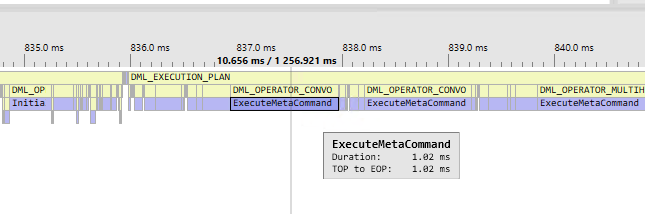 835.0 ms 836.0 ms 837.0 ms 838.0 ms 839.0 ms 840.0 ms
10.656 ms / 1 256.921 ms
DML_EXECUTION_PLAN
DML_OP DML_OPERATOR_CONVO DML_OPERATOR_CONVO DML_OPERATOR_MULTIH
Initia ExecuteMetaCommand ExecuteMetaCommand ExecuteMetaCommand
ExecuteMetaCommand
Duration: 1.02 ms
TOP to EOP: 1.02 ms